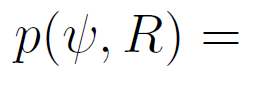 p(ψ, R) =